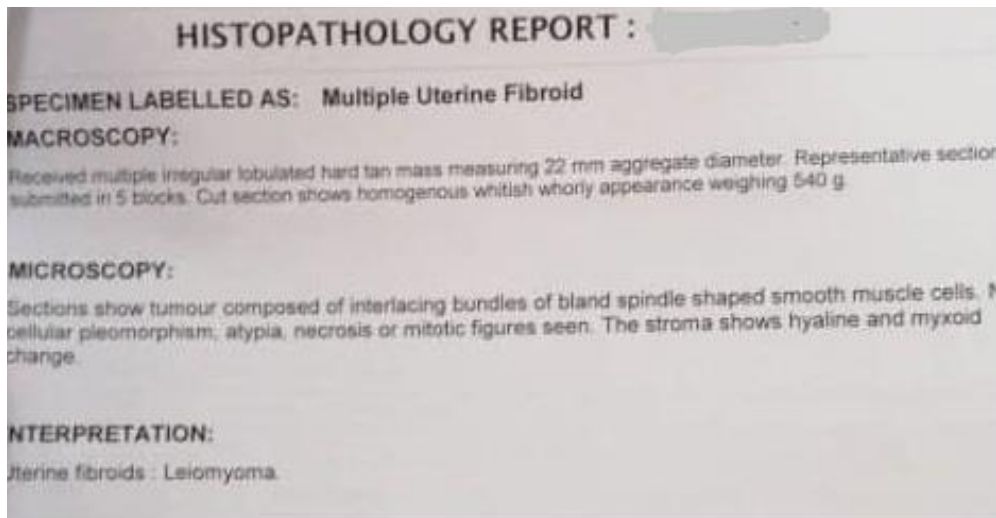 HISTOPATHOLOGY REPORT :
SPECIMEN LABELLED AS: Multiple Uterine Fibroid
MACROSCOPY:
Received multiple irregular lobulated hard tan mass measuring 22 mm aggregate diameter. Representative section
submitted in 5 blocks. Cut section shows homogenous whitish whorly appearance weighing 540 g.
MICROSCOPY:
Sections show tumour composed of interlacing bundles of bland spindle shaped smooth muscle cells. N
cellular pleomorphism, atypia, necrosis or mitotic figures seen. The stroma shows hyaline and myxoid
change.
NTERPRETATION:
Uterine fibroids : Leiomyoma.